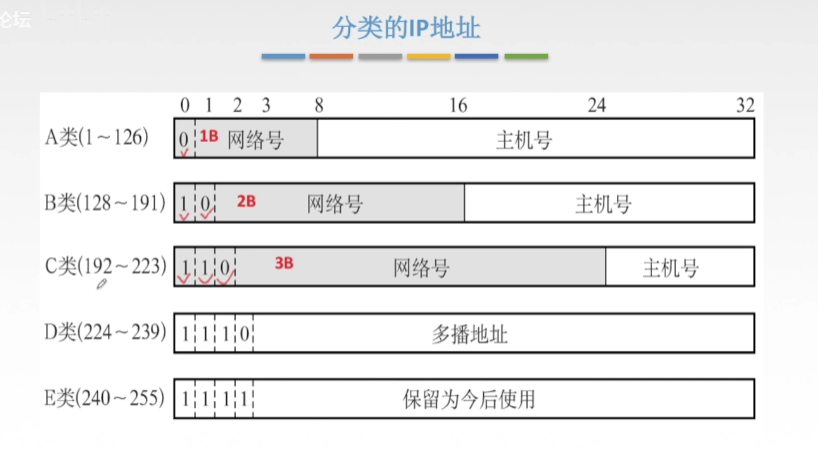 论坛
分类的IP地址
0 1 2 3 8 16 24 32
A类(1～126) 0 1B 网络号 主机号
B类(128～191) 1 0 2B 网络号 主机号
C类(192～223) 1 1 0 3B 网络号 主机号
D类(224～239) 1 1 1 0 多播地址
E类(240～255) 1 1 1 1 保留为今后使用